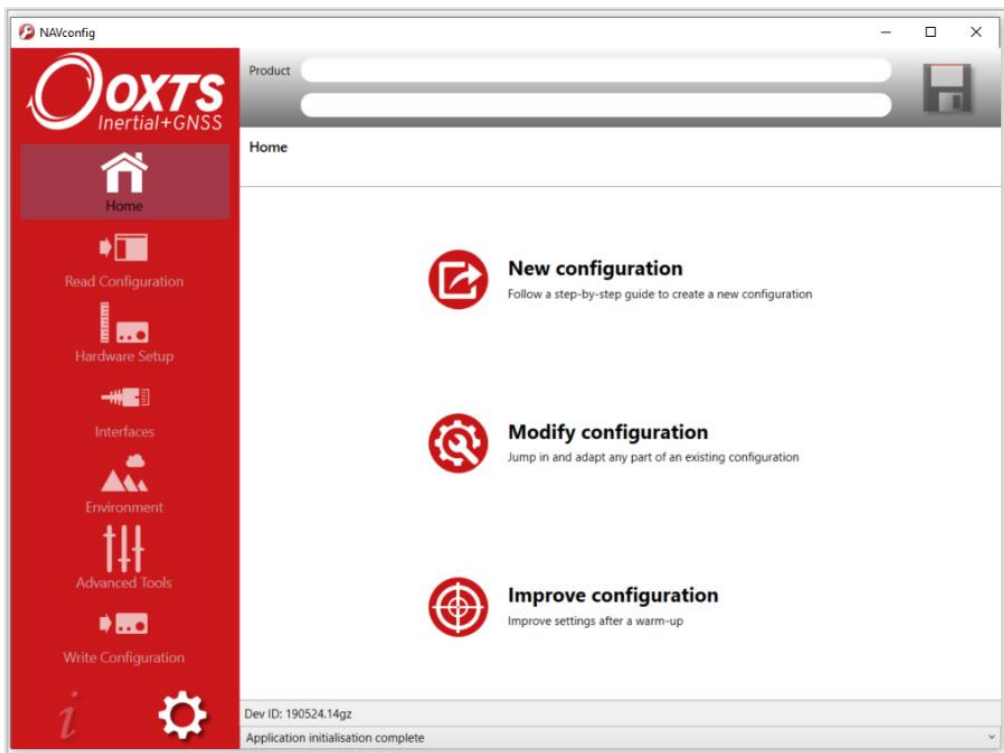 NAVconfig
OXTS
Inertial+GNSS
Product
Home
Home
Read Configuration
Hardware Setup
Interfaces
Environment
Advanced Tools
Write Configuration
New configuration
Follow a step-by-step guide to create a new configuration
Modify configuration
Jump in and adapt any part of an existing configuration
Improve configuration
Improve settings after a warm-up
Dev ID: 190524.14gz
Application initialisation complete